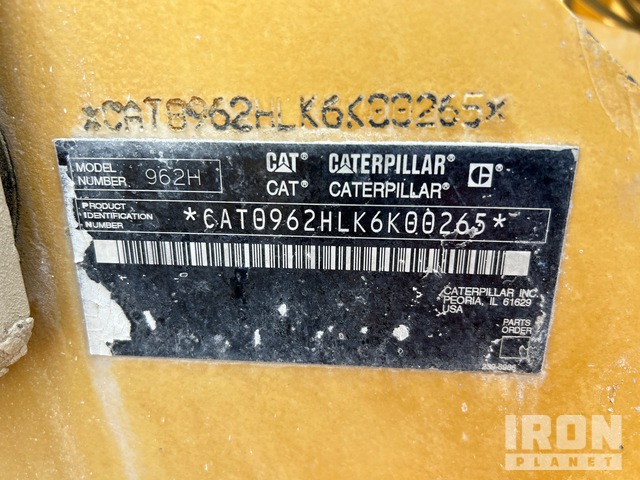 *CAT0962HLK6K00265*
MODEL NUMBER 962H
CAT CATERPILLAR C
CAT CATERPILLAR
PRODUCT IDENTIFICATION NUMBER *CAT0962HLK6K00265*
CATERPILLAR INC
PEORIA, IL 61629
USA
PARTS ORDER
IRON
PLANET